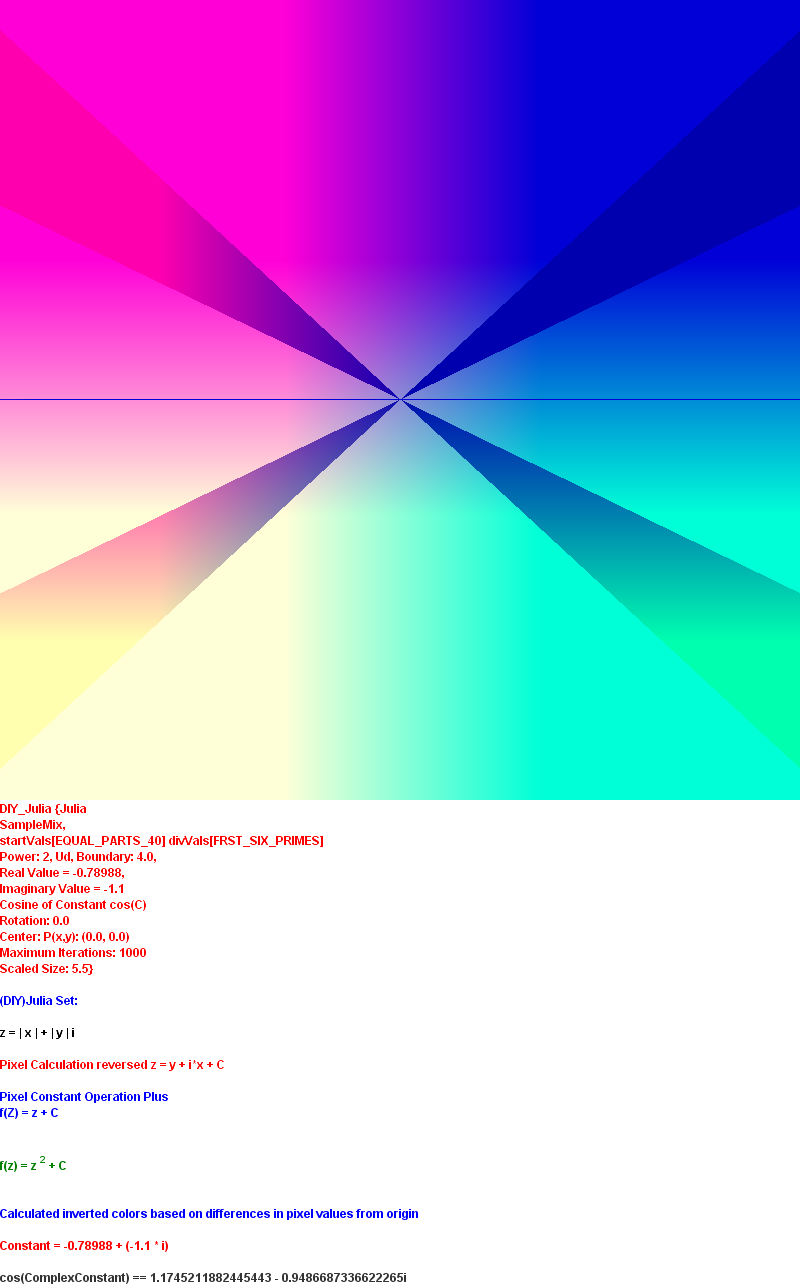 DIY_Julia {Julia
SampleMix,
startVals[EQUAL_PARTS_40] divVals[FRST_SIX_PRIMES]
Power: 2, Ud, Boundary: 4.0,
Real Value = -0.78988,
Imaginary Value = -1.1
Cosine of Constant cos(C)
Rotation: 0.0
Center: P(x,y): (0.0, 0.0)
Maximum Iterations: 1000
Scaled Size: 5.5}
(DIY)Julia Set:
z = | x | + | y | i
Pixel Calculation reversed z = y + i*x + C
Pixel Constant Operation Plus
f(Z) = z + C
f(z) = z ² + C
Calculated inverted colors based on differences in pixel values from origin
Constant = -0.78988 + (-1.1 * i)
cos(ComplexConstant) == 1.1745211882445443 - 0.9486687336622265i